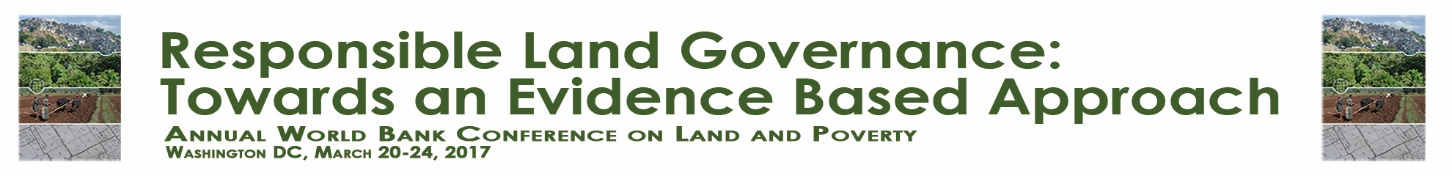 Responsible Land Governance:
Towards an Evidence Based Approach
Annual World Bank Conference on Land and Poverty
Washington DC, March 20-24, 2017